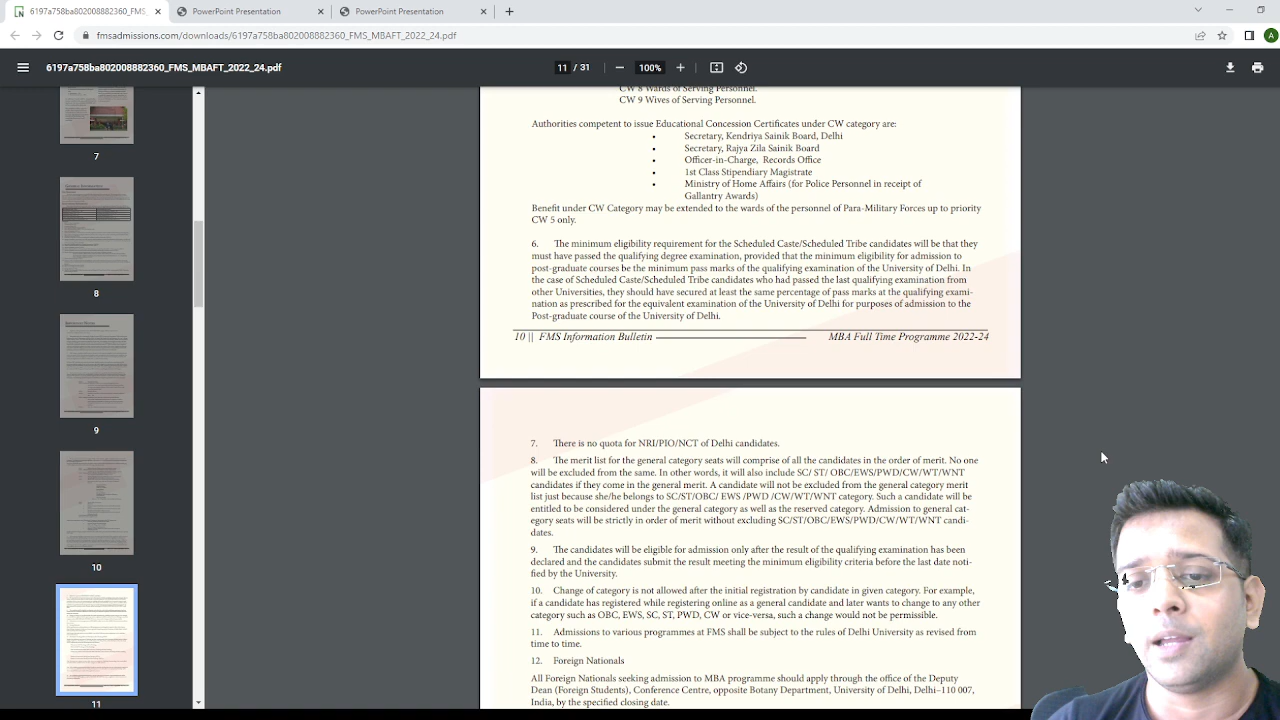 6197a758ba802008882360_FMS_
PowerPoint Presentation
PowerPoint Presentation
fmsadmissions.com/downloads/6197a758ba802008882360_FMS_MBAFT_2022_24.pdf
A
6197a758ba802008882360_FMS_MBAFT_2022_24.pdf
11 / 31
100%
7
8
9
10
11
CW 8 Wards of Serving Personnel.
CW 9 Wives of Serving Personnel.
Authorities competent to issue Educational Concession Certificates under CW category are:
• Secretary, Kendriya Sainik Board, Delhi
• Secretary, Rajya Zila Sainik Board
• Officer-in-Charge, Records Office
• 1st Class Stipendiary Magistrate
• Ministry of Home Affairs (for Police Personnel in receipt of
Gallantry Awards)
Benefit under CW Category may be extended to the wards of the personnel of Para-Military Forces up to priority
CW 5 only.
6. The minimum eligibility requirement for the Scheduled Caste/Scheduled Tribe candidates will be that they
must have passed the qualifying degree examination, provided that the minimum eligibility for admission to
post-graduate courses be the minimum pass marks of the qualifying examination of the University of Delhi. In
the case of Scheduled Caste/Scheduled Tribe candidates who had passed the last qualifying examination from
other Universities, they should have secured at least the same percentage of pass marks at the qualifying exami-
nation as prescribed for the equivalent examination of the University of Delhi for purposes of admission to the
Post-graduate course of the University of Delhi.
10 || FMS Information Bulletin MBA Full Time Programme 2022-24
7. There is no quota for NRI/PIO/NCT of Delhi candidates.
8. The merit list for the general category seats will comprise of all the candidates in the order of merit. No one
will be excluded from the same. In other words, it will also include SC/ ST/ OBC/EWS/PWD/CW/WT/WNT
candidates if they come in the general merit. A candidate will not be excluded from the general category merit
list just because she/he belongs to SC/ST/OBC/ EWS /PWD /CW/WT/WNT category. Such a candidate will be
entitled to be considered under the general category as well as the reserved category. Admission to general cat-
egory seats will be strictly in order of merit without excluding SC/ST/OBC/EWS/PWD/CW/WT/WNT candi-
dates.
9. The candidates will be eligible for admission only after the result of the qualifying examination has been
declared and the candidates submit the result meeting the minimum eligibility criteria before the last date noti-
fied by the University.
10. Change of category is not allowed after the initial registration by candidate in given category. For example,
if a candidate has registered while registering online as a general candidate and later wants to change to any other
category such as OBC, EWS, SC, ST, PWD, CW or vice-versa, such a change would not be permissible.
11. Admissions to various programmes at FMS shall be subject to the rules of Delhi University as revised from
time to time.
12. Foreign Nationals
All Foreign Nationals seeking admission to MBA programme should apply through the office of the Deputy
Dean (Foreign Students), Conference Centre, opposite Botany Department, University of Delhi, Delhi–110 007,
India, by the specified closing date.